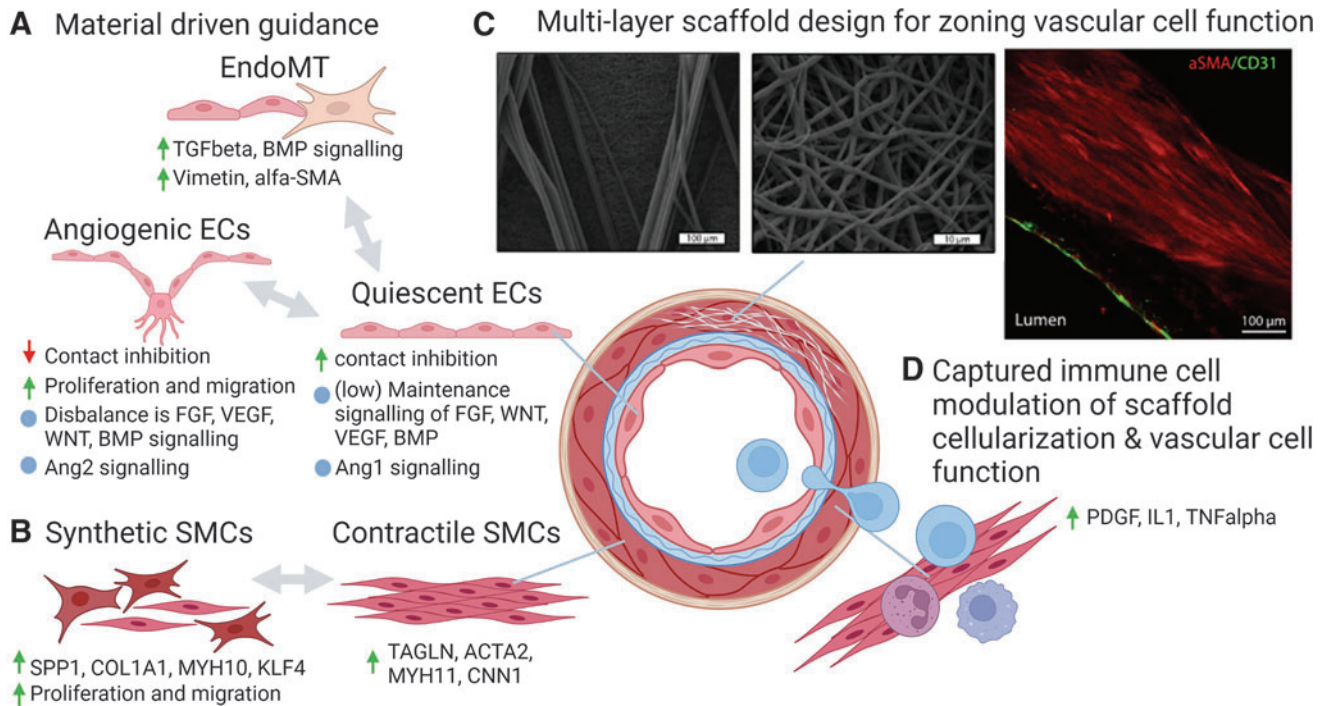 A Material driven guidance
EndoMT
TGFbeta, BMP signalling
Vimetin, alfa-SMA
Angiogenic ECs
Contact inhibition
Proliferation and migration
Disbalance is FGF, VEGF,
WNT, BMP signalling
Ang2 signalling
Quiescent ECs
contact inhibition
(low) Maintenance
signalling of FGF, WNT,
VEGF, BMP
Ang1 signalling
B Synthetic SMCs
SPP1, COL1A1, MYH10, KLF4
Proliferation and migration
Contractile SMCs
TAGLN, ACTA2,
MYH11, CNN1
C Multi-layer scaffold design for zoning vascular cell function
100 µm
10 µm
aSMA/CD31
Lumen
100 µm
D Captured immune cell
modulation of scaffold
cellularization & vascular cell
function
PDGF, IL1, TNFalpha